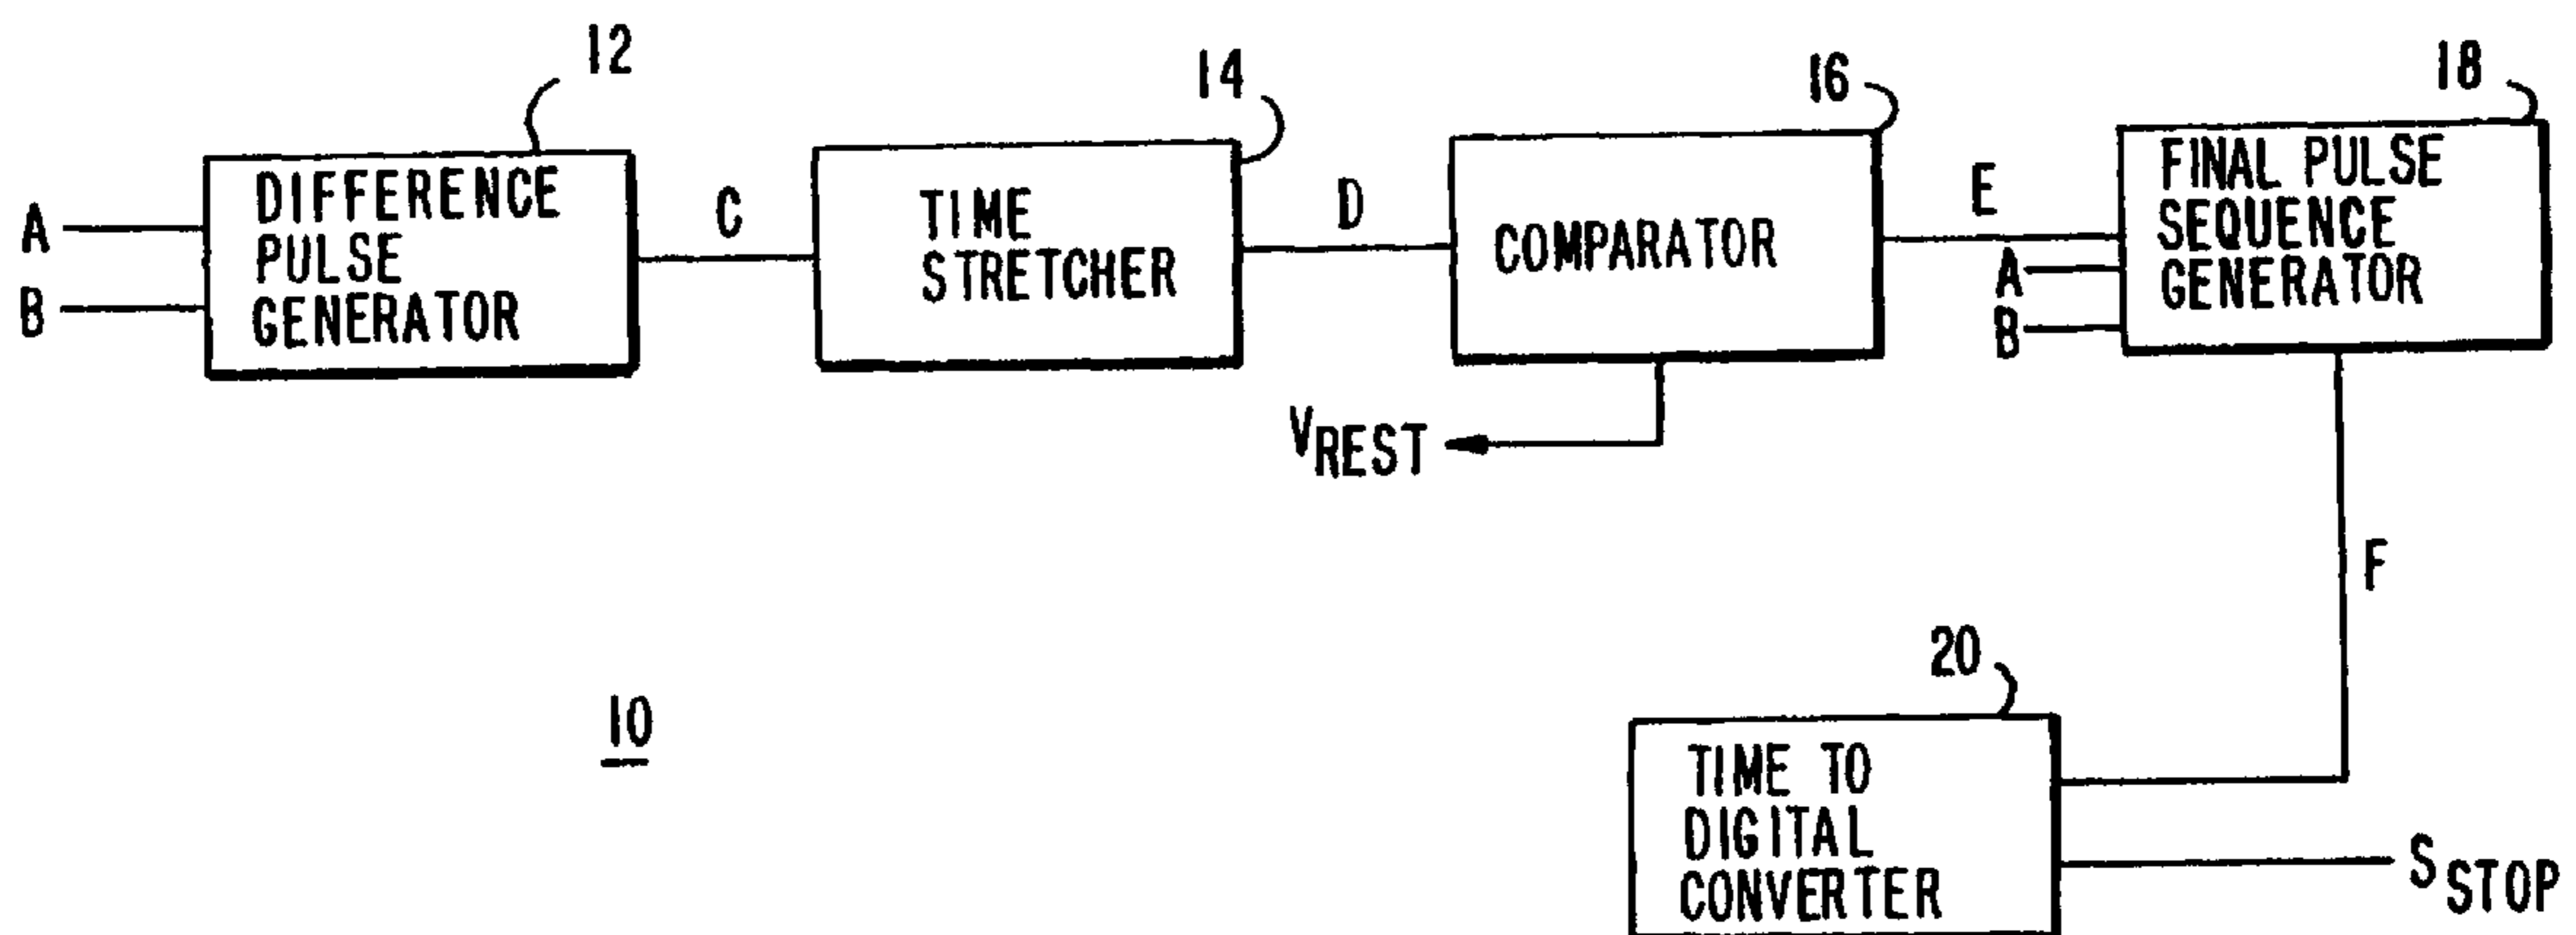 12
14
16
18
A
B
DIFFERENCE
PULSE
GENERATOR
C
TIME
STRETCHER
D
COMPARATOR
E
A
B
FINAL PULSE
SEQUENCE
GENERATOR
VREST
F
10
20
TIME TO
DIGITAL
CONVERTER
SSTOP